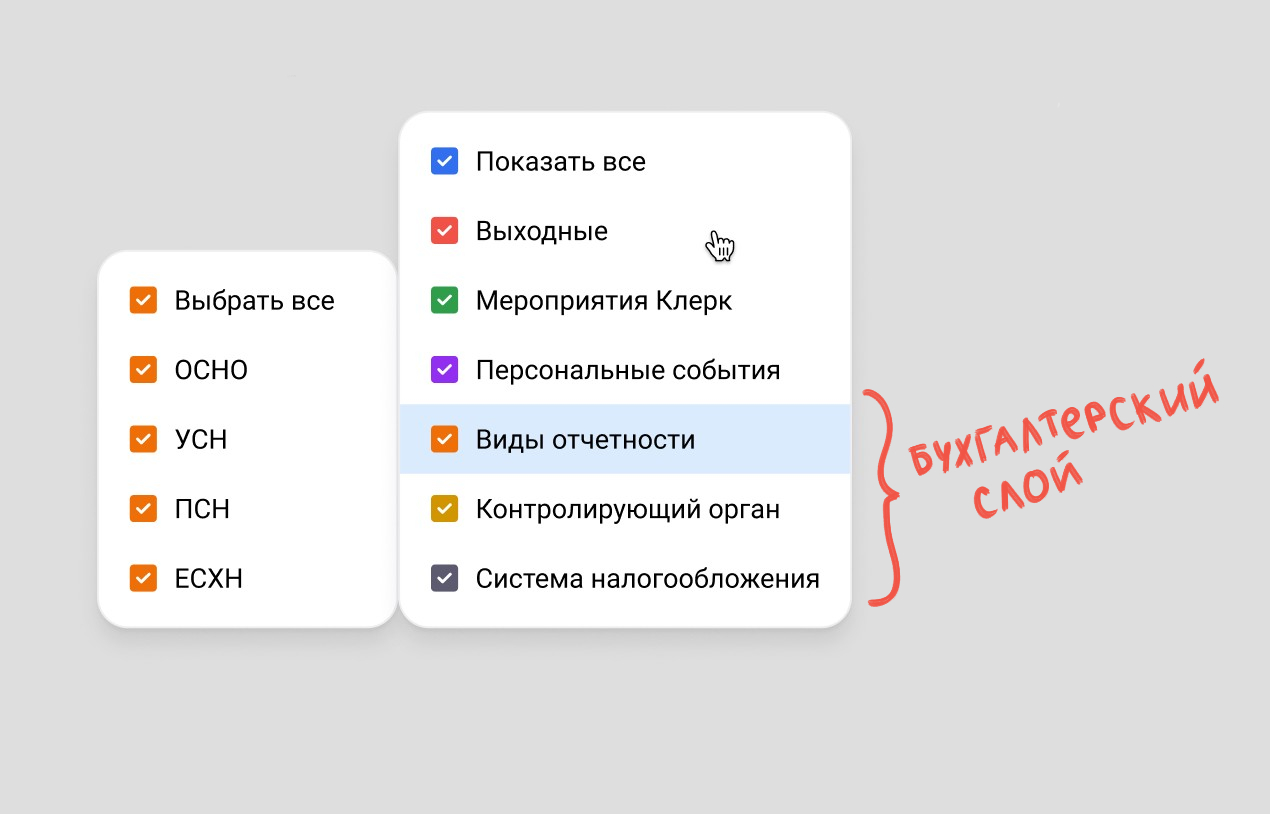 Выбрать все
ОСНО
УСН
ПСН
ЕСХН
Показать все
Выходные
Мероприятия Клерк
Персональные события
Виды отчетности
Контролирующий орган
Система налогообложения
БУХГАЛТЕРСКИЙ
СЛОЙ